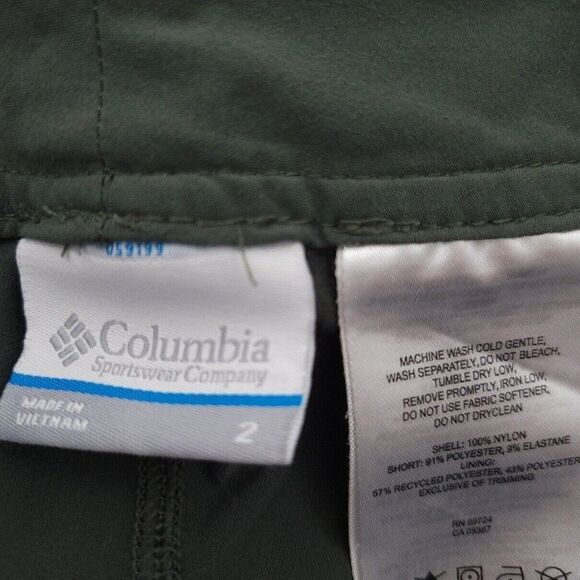 059199
Columbia
Sportswear Company
MADE IN
VIETNAM
2
MACHINE WASH COLD GENTLE,
WASH SEPARATELY, DO NOT BLEACH,
TUMBLE DRY LOW,
REMOVE PROMPTLY, IRON LOW,
DO NOT USE FABRIC SOFTENER,
DO NOT DRYCLEAN
SHELL: 100% NYLON
SHORT: 91% POLYESTER, 9% ELASTANE
LINING:
57% RECYCLED POLYESTER, 43% POLYESTER
EXCLUSIVE OF TRIMMING
RN 69724
CA 05367